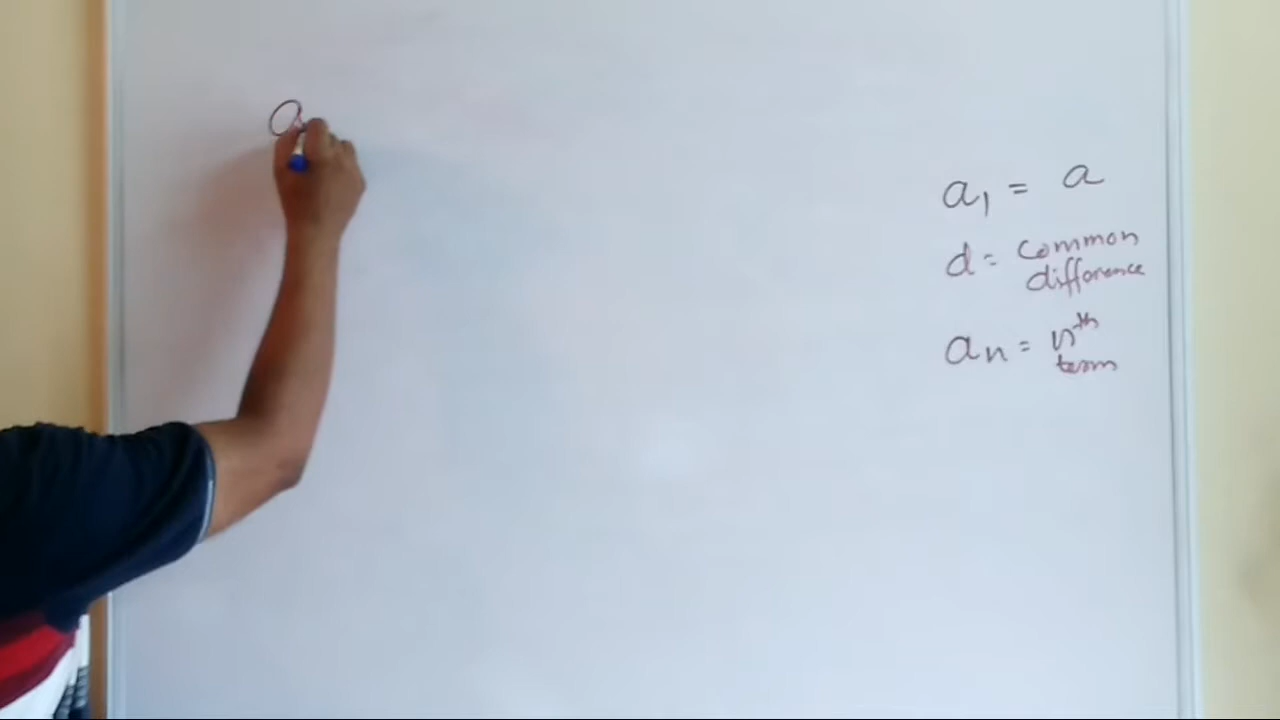 a
a₁ = a
d = common
difference
aₙ = nᵗʰ
term